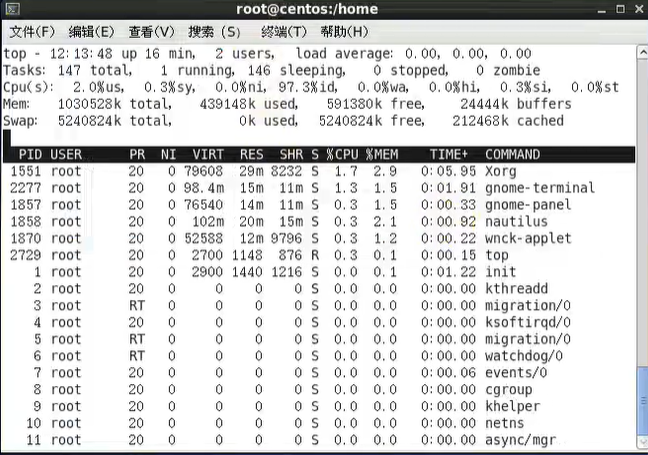 root@centos:/home
文件(F) 编辑(E) 查看(V) 搜索 (S) 终端(T) 帮助(H)
top - 12:13:48 up 16 min, 2 users, load average: 0.00, 0.00, 0.00
Tasks: 147 total, 1 running, 146 sleeping, 0 stopped, 0 zombie
Cpu(s): 2.0%us, 0.3%sy, 0.0%ni, 97.3%id, 0.0%wa, 0.0%hi, 0.3%si, 0.0%st
Mem: 1030528k total, 439148k used, 591380k free, 24444k buffers
Swap: 5240824k total, 0k used, 5240824k free, 212468k cached
PID USER PR NI VIRT RES SHR S %CPU %MEM TIME+ COMMAND
1551 root 20 0 79608 29m 8232 S 1.7 2.9 0:05.95 Xorg
2277 root 20 0 98.4m 15m 11m S 1.3 1.5 0:01.91 gnome-terminal
1857 root 20 0 76540 14m 11m S 0.3 1.5 0:00.33 gnome-panel
1858 root 20 0 102m 20m 15m S 0.3 2.1 0:00.92 nautilus
1870 root 20 0 52588 12m 9796 S 0.3 1.2 0:00.22 wnck-applet
2729 root 20 0 2700 1148 876 R 0.3 0.1 0:00.15 top
1 root 20 0 2900 1440 1216 S 0.0 0.1 0:01.22 init
2 root 20 0 0 0 0 S 0.0 0.0 0:00.00 kthreadd
3 root RT 0 0 0 0 S 0.0 0.0 0:00.00 migration/0
4 root 20 0 0 0 0 S 0.0 0.0 0:00.00 ksoftirqd/0
5 root RT 0 0 0 0 S 0.0 0.0 0:00.00 migration/0
6 root RT 0 0 0 0 S 0.0 0.0 0:00.00 watchdog/0
7 root 20 0 0 0 0 S 0.0 0.0 0:00.06 events/0
8 root 20 0 0 0 0 S 0.0 0.0 0:00.00 cgroup
9 root 20 0 0 0 0 S 0.0 0.0 0:00.00 khelper
10 root 20 0 0 0 0 S 0.0 0.0 0:00.00 netns
11 root 20 0 0 0 0 S 0.0 0.0 0:00.00 async/mgr